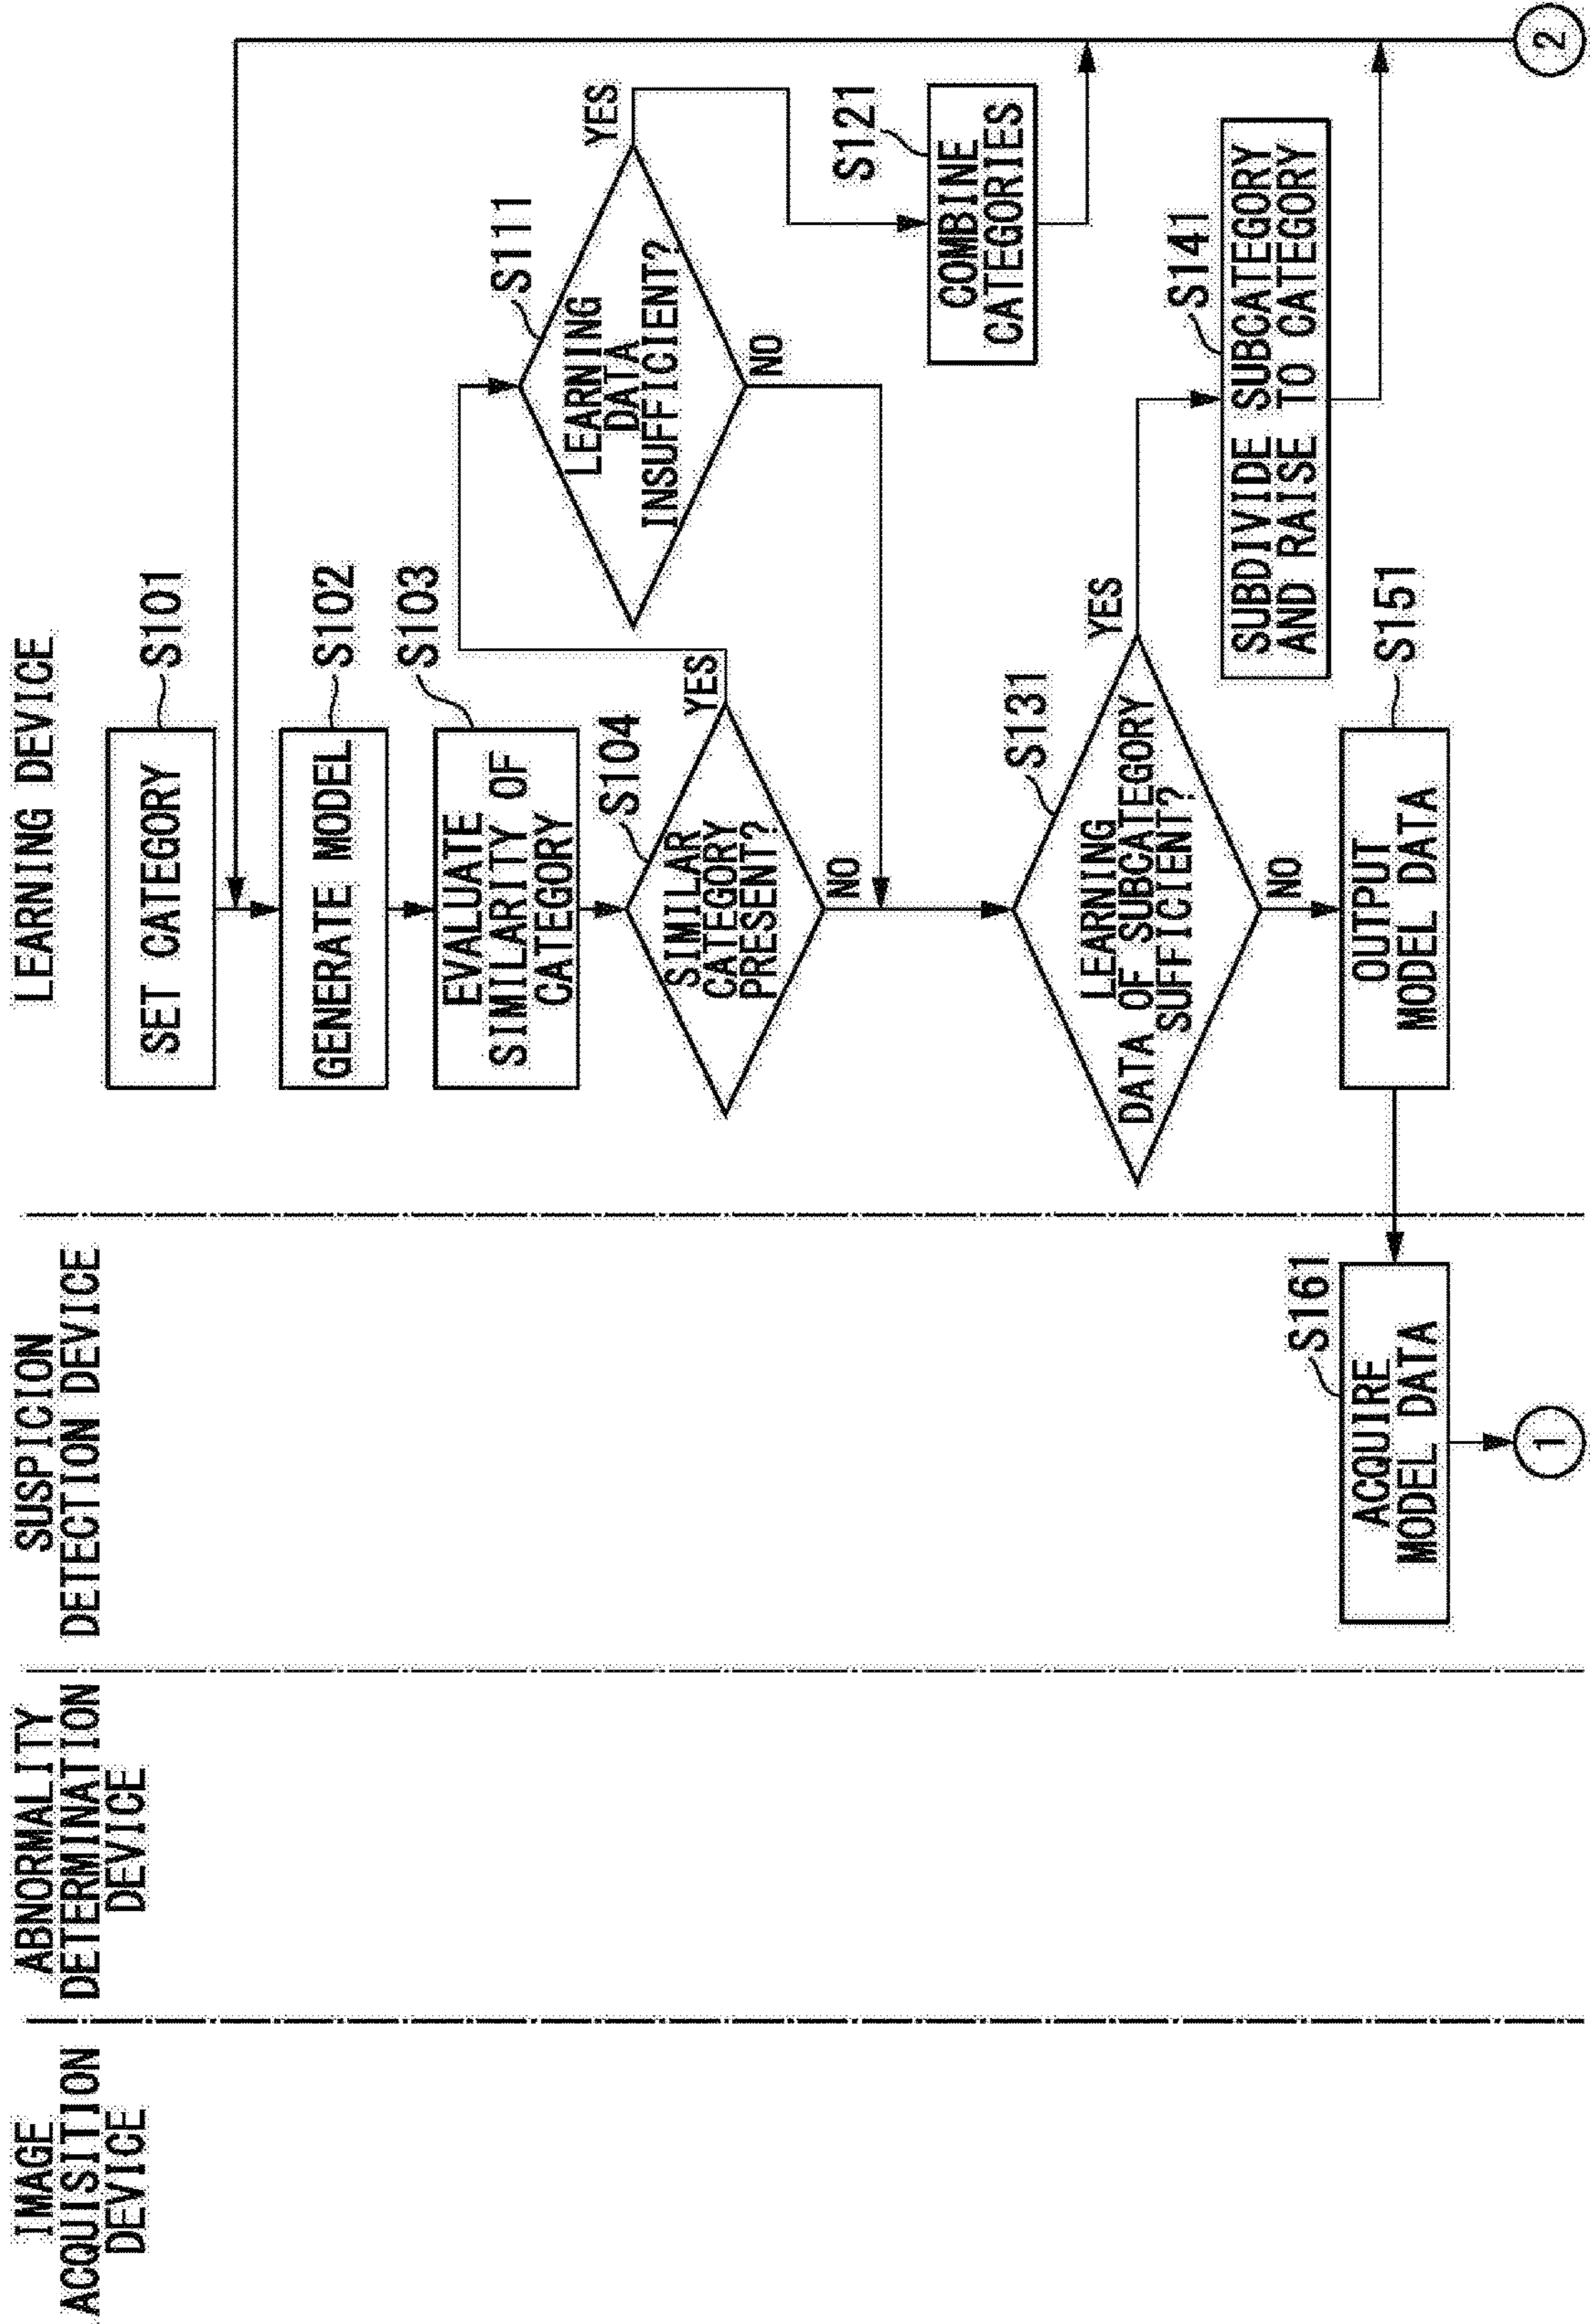 IMAGE
ACQUISITION
DEVICE
ABNORMALITY
DETERMINATION
DEVICE
SUSPICION
DETECTION DEVICE
LEARNING DEVICE
S101
SET CATEGORY
S102
GENERATE MODEL
S103
EVALUATE
SIMILARITY OF
CATEGORY
S104
SIMILAR
CATEGORY
PRESENT?
YES
NO
S111
LEARNING
DATA
INSUFFICIENT?
YES
NO
S121
COMBINE
CATEGORIES
S131
LEARNING
DATA OF SUBCATEGORY
SUFFICIENT?
YES
NO
S141
SUBDIVIDE SUBCATEGORY
AND RAISE TO CATEGORY
S151
OUTPUT
MODEL DATA
S161
ACQUIRE
MODEL DATA
1
2